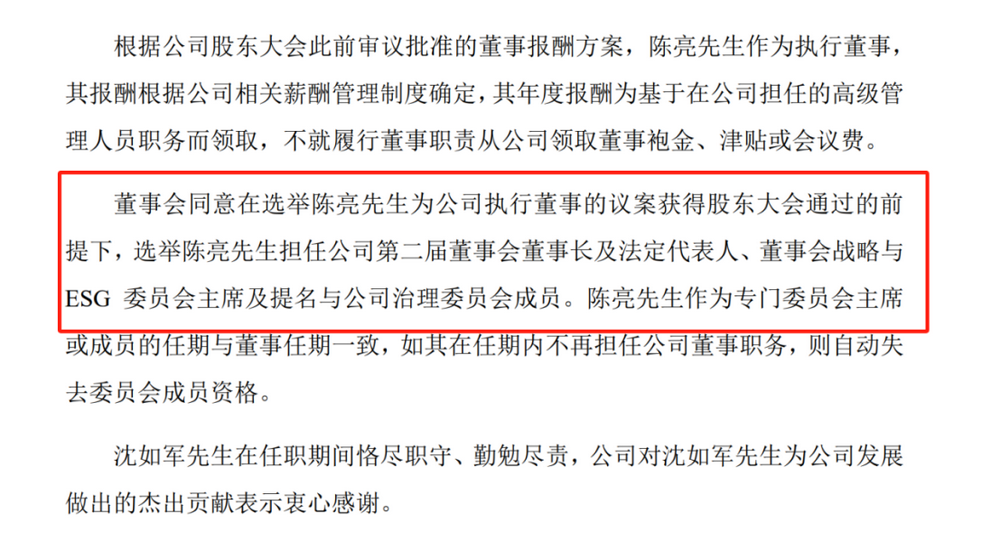 根据公司股东大会此前审议批准的董事报酬方案，陈亮先生作为执行董事，
其报酬根据公司相关薪酬管理制度确定，其年度报酬为基于在公司担任的高级管
理人员职务而领取，不就履行董事职责从公司领取董事袍金、津贴或会议费。
董事会同意在选举陈亮先生为公司执行董事的议案获得股东大会通过的前
提下，选举陈亮先生担任公司第二届董事会董事长及法定代表人、董事会战略与
ESG 委员会主席及提名与公司治理委员会成员。陈亮先生作为专门委员会主席
或成员的任期与董事任期一致，如其在任期内不再担任公司董事职务，则自动失
去委员会成员资格。
沈如军先生在任职期间恪尽职守、勤勉尽责，公司对沈如军先生为公司发展
做出的杰出贡献表示衷心感谢。